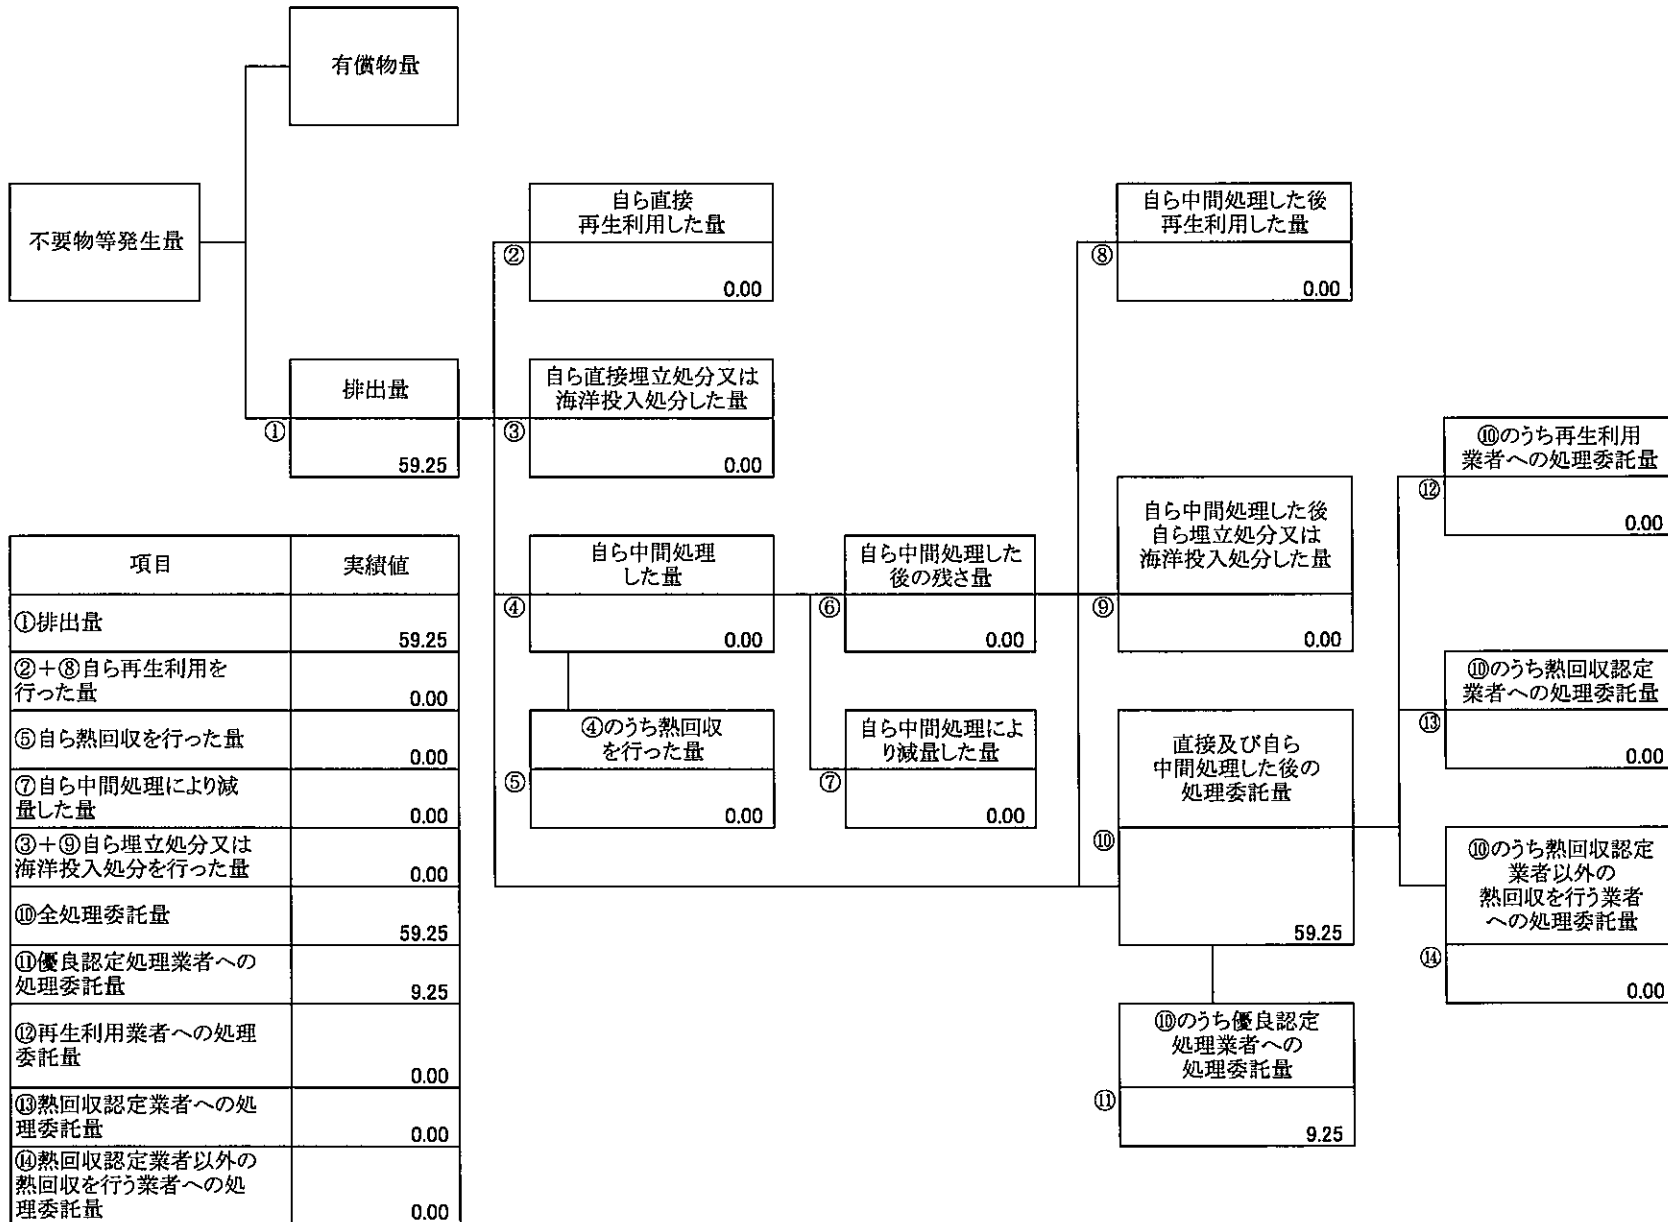 有償物量
不要物等発生量
排出量
①
59.25
自ら直接
再生利用した量
②
0.00
自ら直接埋立処分又は
海洋投入処分した量
③
0.00
自ら中間処理
した量
④
0.00
④のうち熱回収
を行った量
⑤
0.00
自ら中間処理した
後の残さ量
⑥
0.00
自ら中間処理によ
り減量した量
⑦
0.00
自ら中間処理した後
再生利用した量
⑧
0.00
自ら中間処理した後
自ら埋立処分又は
海洋投入処分した量
⑨
0.00
直接及び自ら
中間処理した後の
処理委託量
⑩
59.25
⑩のうち優良認定
処理業者への
処理委託量
⑪
9.25
⑩のうち再生利用
業者への処理委託量
⑫
0.00
⑩のうち熱回収認定
業者への処理委託量
⑬
0.00
⑩のうち熱回収認定
業者以外の
熱回収を行う業者
への処理委託量
⑭
0.00
項目 実績値
①排出量
59.25
②+⑧自ら再生利用を
行った量
0.00
⑤自ら熱回収を行った量
0.00
⑦自ら中間処理により減
量した量
0.00
③+⑨自ら埋立処分又は
海洋投入処分を行った量
0.00
⑩全処理委託量
59.25
⑪優良認定処理業者への
処理委託量
9.25
⑫再生利用業者への処理
委託量
0.00
⑬熱回収認定業者への処
理委託量
0.00
⑭熱回収認定業者以外の
熱回収を行う業者への処
理委託量
0.00